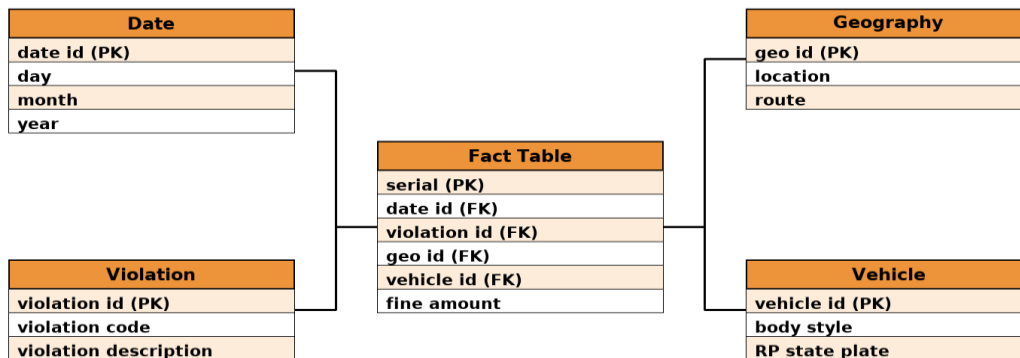 Date
date id (PK)
day
month
year
Geography
geo id (PK)
location
route
Fact Table
serial (PK)
date id (FK)
violation id (FK)
geo id (FK)
vehicle id (FK)
fine amount
Violation
violation id (PK)
violation code
violation description
Vehicle
vehicle id (PK)
body style
RP state plate